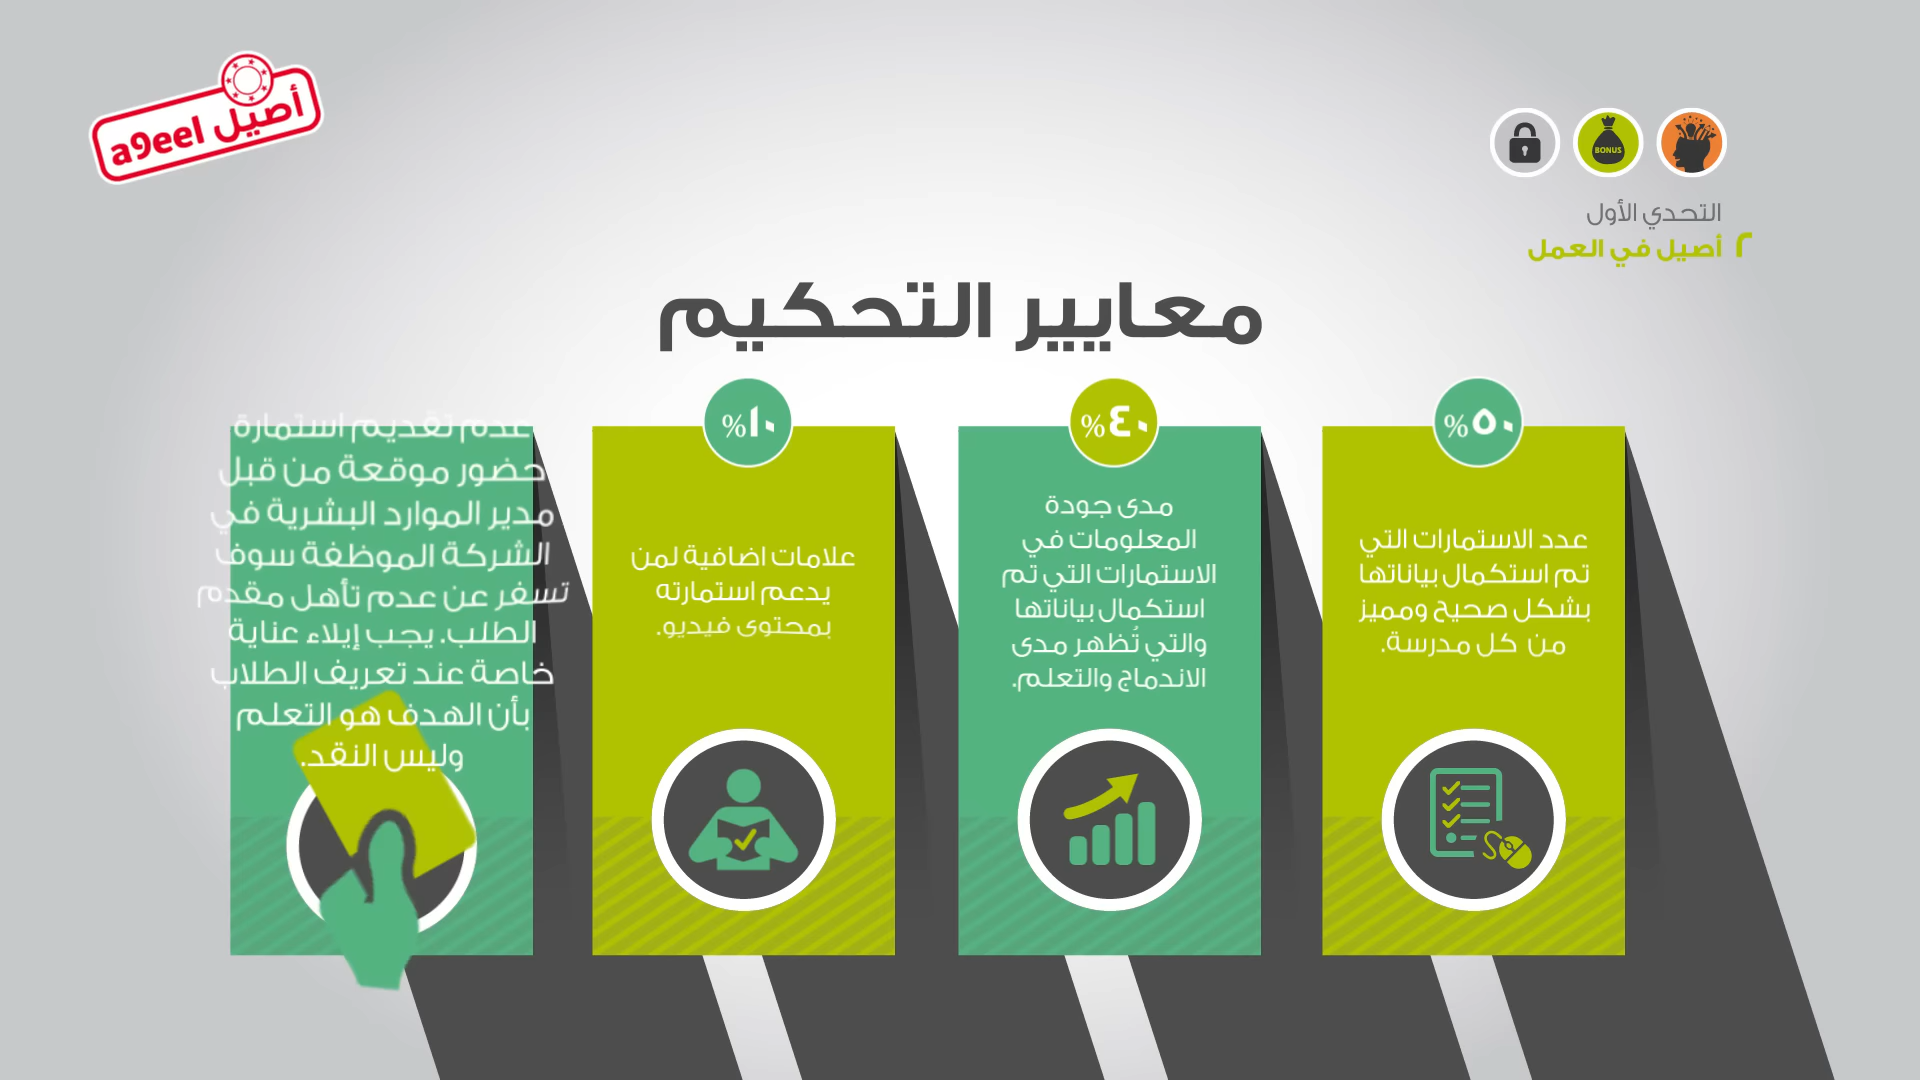 أصيل a9eel
BONUS
التحدي الأول
٢ أصيل في العمل
معايير التحكيم
٥٠%
عدد الاستمارات التي
تم استكمال بياناتها
بشكل صحيح ومميز
من كل مدرسة.
٤٠%
مدى جودة
المعلومات في
الاستمارات التي تم
استكمال بياناتها
والتي تُظهر مدى
الاندماج والتعلم.
١٠%
علامات اضافية لمن
يدعم استمارته
بمحتوى فيديو.
عدم تقديم استمارة
حضور موقعة من قبل
مدير الموارد البشرية في
الشركة الموظفة سوف
تسفر عن عدم تأهل مقدم
الطلب. يجب إيلاء عناية
خاصة عند تعريف الطلاب
بأن الهدف هو التعلم
وليس النقد.